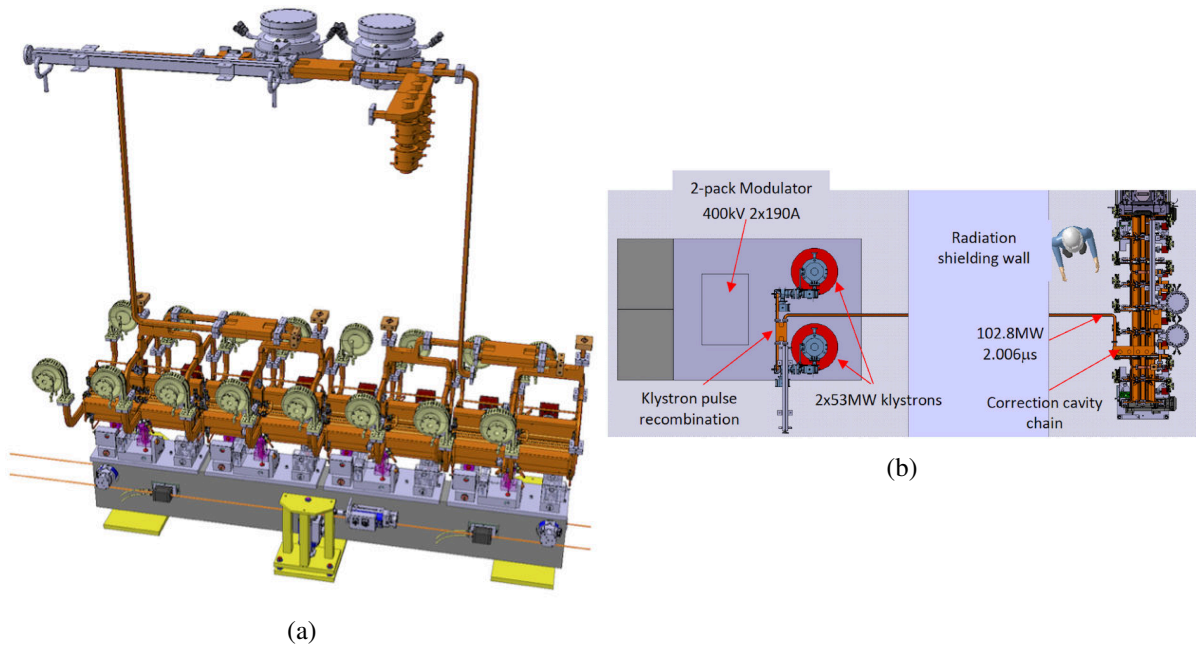 2-pack Modulator
400kV 2x190A
Radiation
shielding wall
102.8MW
2.006µs
Klystron pulse
recombination
2x53MW klystrons
Correction cavity
chain
(a)
(b)